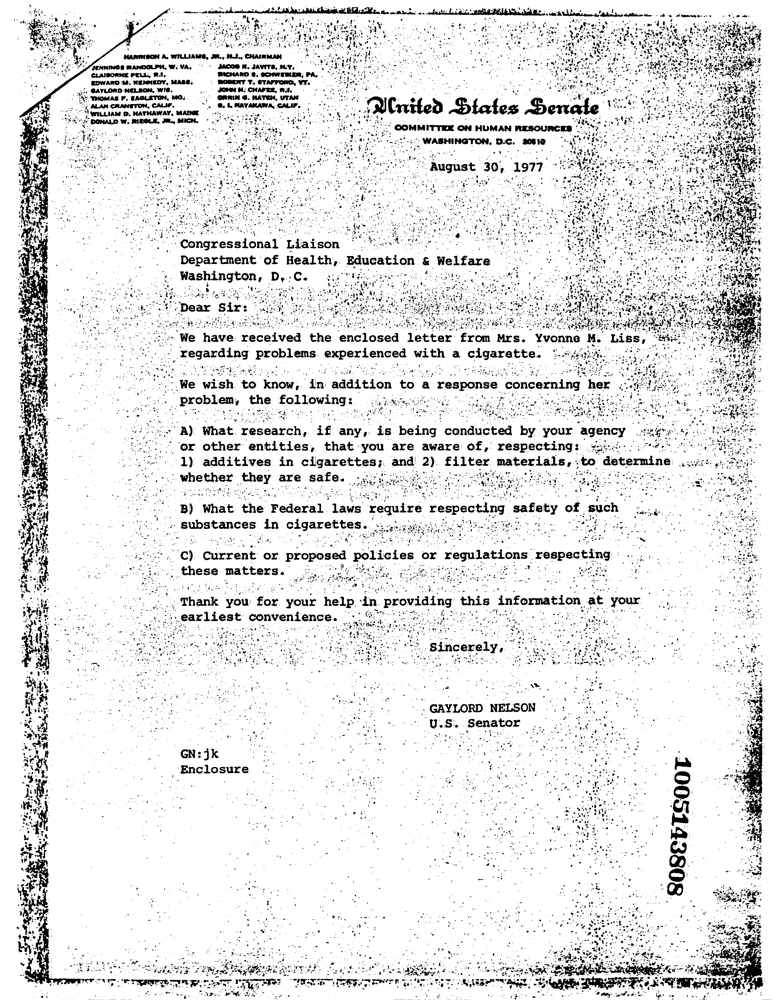 HARRISON A. WILLIAMS, JR., N.J., CHAIRMAN
JENNINGS RANDOLPH, W. VA.
CLAIBORNE PELL, R.I.
EDWARD M. KENNEDY, MASS.
GAYLORD NELSON, WIS.
THOMAS F. EAGLETON, MO.
ALAN CRANSTON, CALIF.
WILLIAM D. HATHAWAY, MAINE
DONALD W. RIEGLE, JR., MICH.
JACOB K. JAVITS, N.Y.
RICHARD S. SCHWEIKER, PA.
ROBERT T. STAFFORD, VT.
JOHN H. CHAFEE, R.I.
ORRIN G. HATCH, UTAH
S. I. HAYAKAWA, CALIF.
United States Senate
COMMITTEE ON HUMAN RESOURCES
WASHINGTON, D.C. 20510
August 30, 1977
Congressional Liaison
Department of Health, Education & Welfare
Washington, D. C.
Dear Sir:
We have received the enclosed letter from Mrs. Yvonne M. Liss,
regarding problems experienced with a cigarette.
We wish to know, in addition to a response concerning her
problem, the following:
A) What research, if any, is being conducted by your agency
or other entities, that you are aware of, respecting:
1) additives in cigarettes; and 2) filter materials, to determine
whether they are safe.
B) What the Federal laws require respecting safety of such
substances in cigarettes.
C) Current or proposed policies or regulations respecting
these matters.
Thank you for your help in providing this information at your
earliest convenience.
Sincerely,
GAYLORD NELSON
U.S. Senator
GN:jk
Enclosure
1005143808